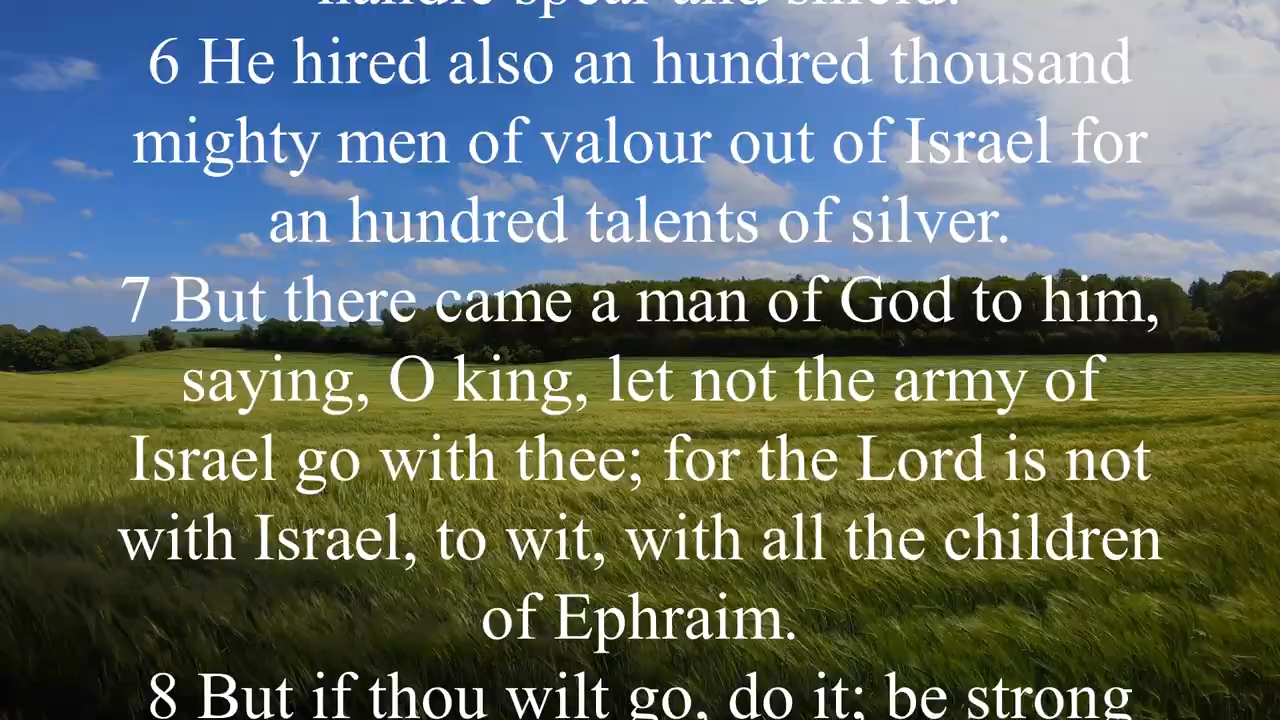 handle spear and shield.
6 He hired also an hundred thousand
mighty men of valour out of Israel for
an hundred talents of silver.
7 But there came a man of God to him,
saying, O king, let not the army of
Israel go with thee; for the Lord is not
with Israel, to wit, with all the children
of Ephraim.
8 But if thou wilt go, do it; be strong